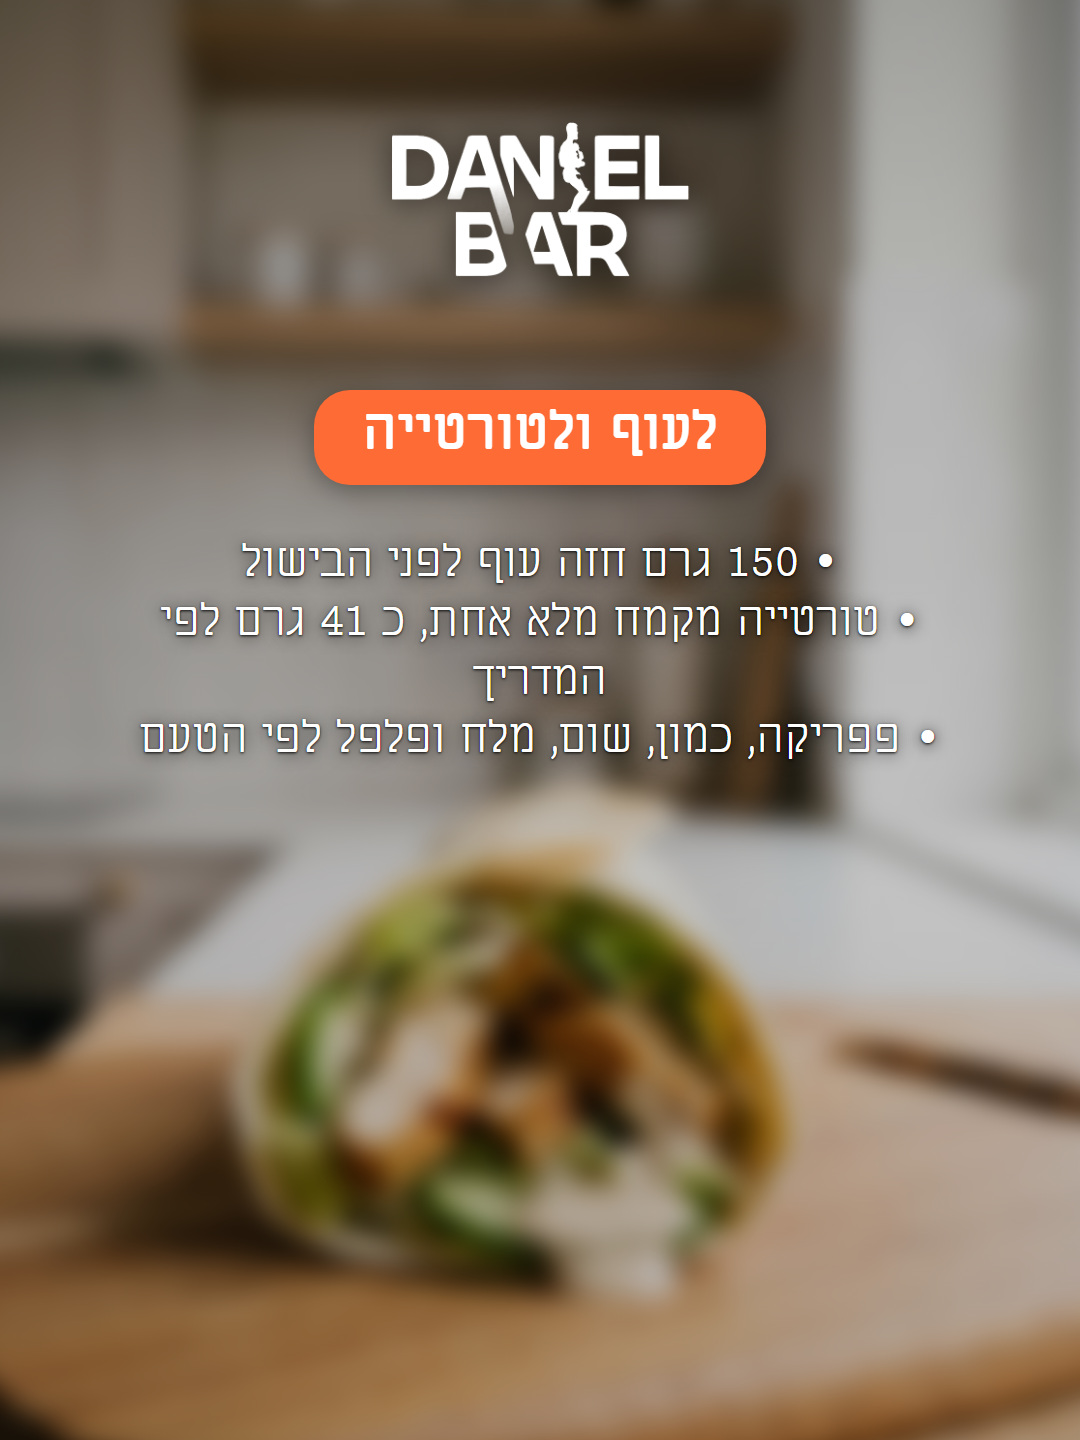 DANIEL
BAR
לעוף ולטורטייה
• 150 גרם חזה עוף לפני הבישול
• טורטייה מקמח מלא אחת, כ 41 גרם לפי
המדריך
• פפריקה, כמון, שום, מלח ופלפל לפי הטעם